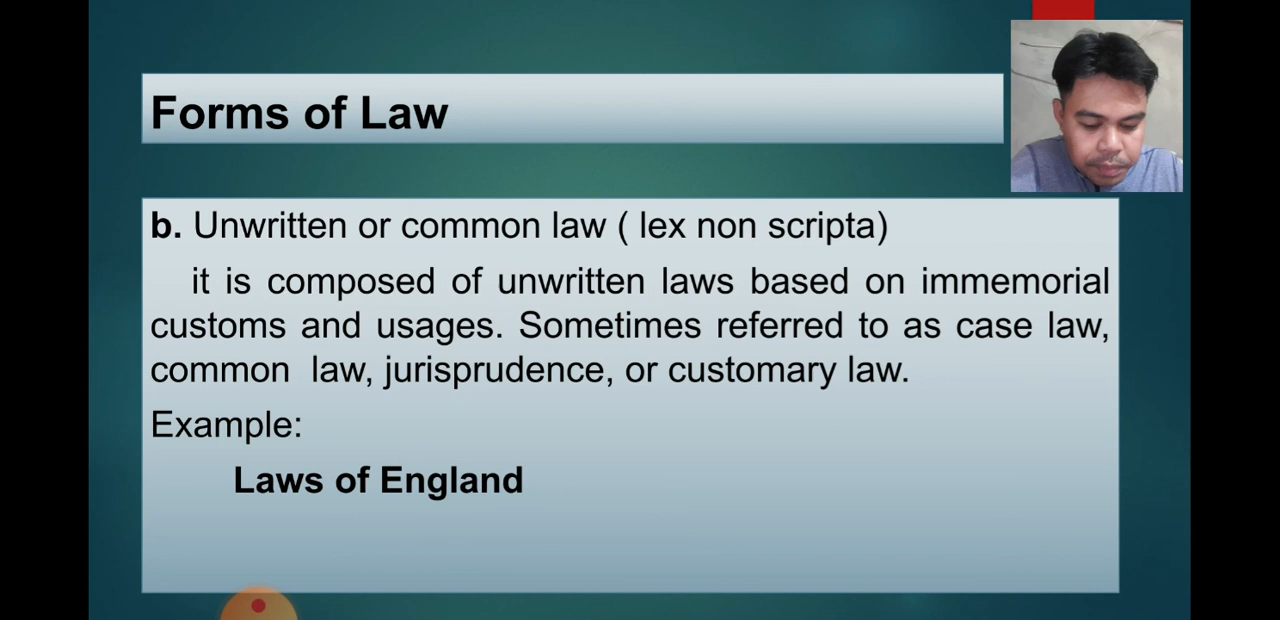 Forms of Law
b. Unwritten or common law ( lex non scripta)
it is composed of unwritten laws based on immemorial
customs and usages. Sometimes referred to as case law,
common law, jurisprudence, or customary law.
Example:
Laws of England